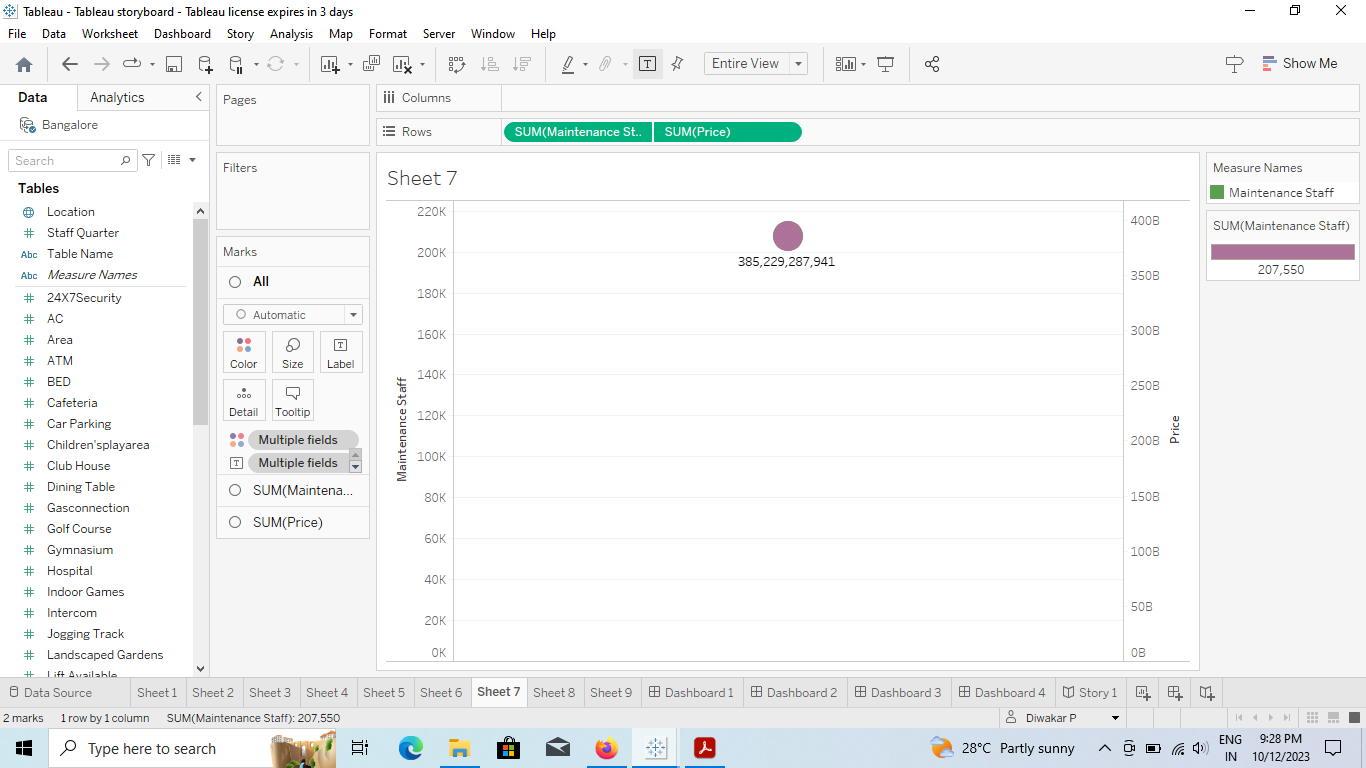 Tableau - Tableau storyboard - Tableau license expires in 3 days
File Data Worksheet Dashboard Story Analysis Map Format Server Window Help
Entire View
Show Me
Data Analytics
Bangalore
Search
Tables
Location
Staff Quarter
Abc Table Name
Abc Measure Names
24X7Security
AC
Area
ATM
BED
Cafeteria
Car Parking
Children'splayarea
Club House
Dining Table
Gasconnection
Golf Course
Gymnasium
Hospital
Indoor Games
Intercom
Jogging Track
Landscaped Gardens
Lift Available
Pages
Filters
Marks
All
Automatic
Color Size Label
Detail Tooltip
Multiple fields
Multiple fields
SUM(Maintena...
SUM(Price)
Columns
Rows SUM(Maintenance St.. SUM(Price)
Sheet 7
Maintenance Staff
220K
200K
180K
160K
140K
120K
100K
80K
60K
40K
20K
0K
385,229,287,941
400B
350B
300B
250B
200B
150B
100B
50B
0B
Price
Measure Names
Maintenance Staff
SUM(Maintenance Staff)
207,550
Data Source Sheet 1 Sheet 2 Sheet 3 Sheet 4 Sheet 5 Sheet 6 Sheet 7 Sheet 8 Sheet 9 Dashboard 1 Dashboard 2 Dashboard 3 Dashboard 4 Story 1
2 marks 1 row by 1 column SUM(Maintenance Staff): 207,550 Diwakar P
Type here to search 28°C Partly sunny ENG 9:28 PM
IN 10/12/2023